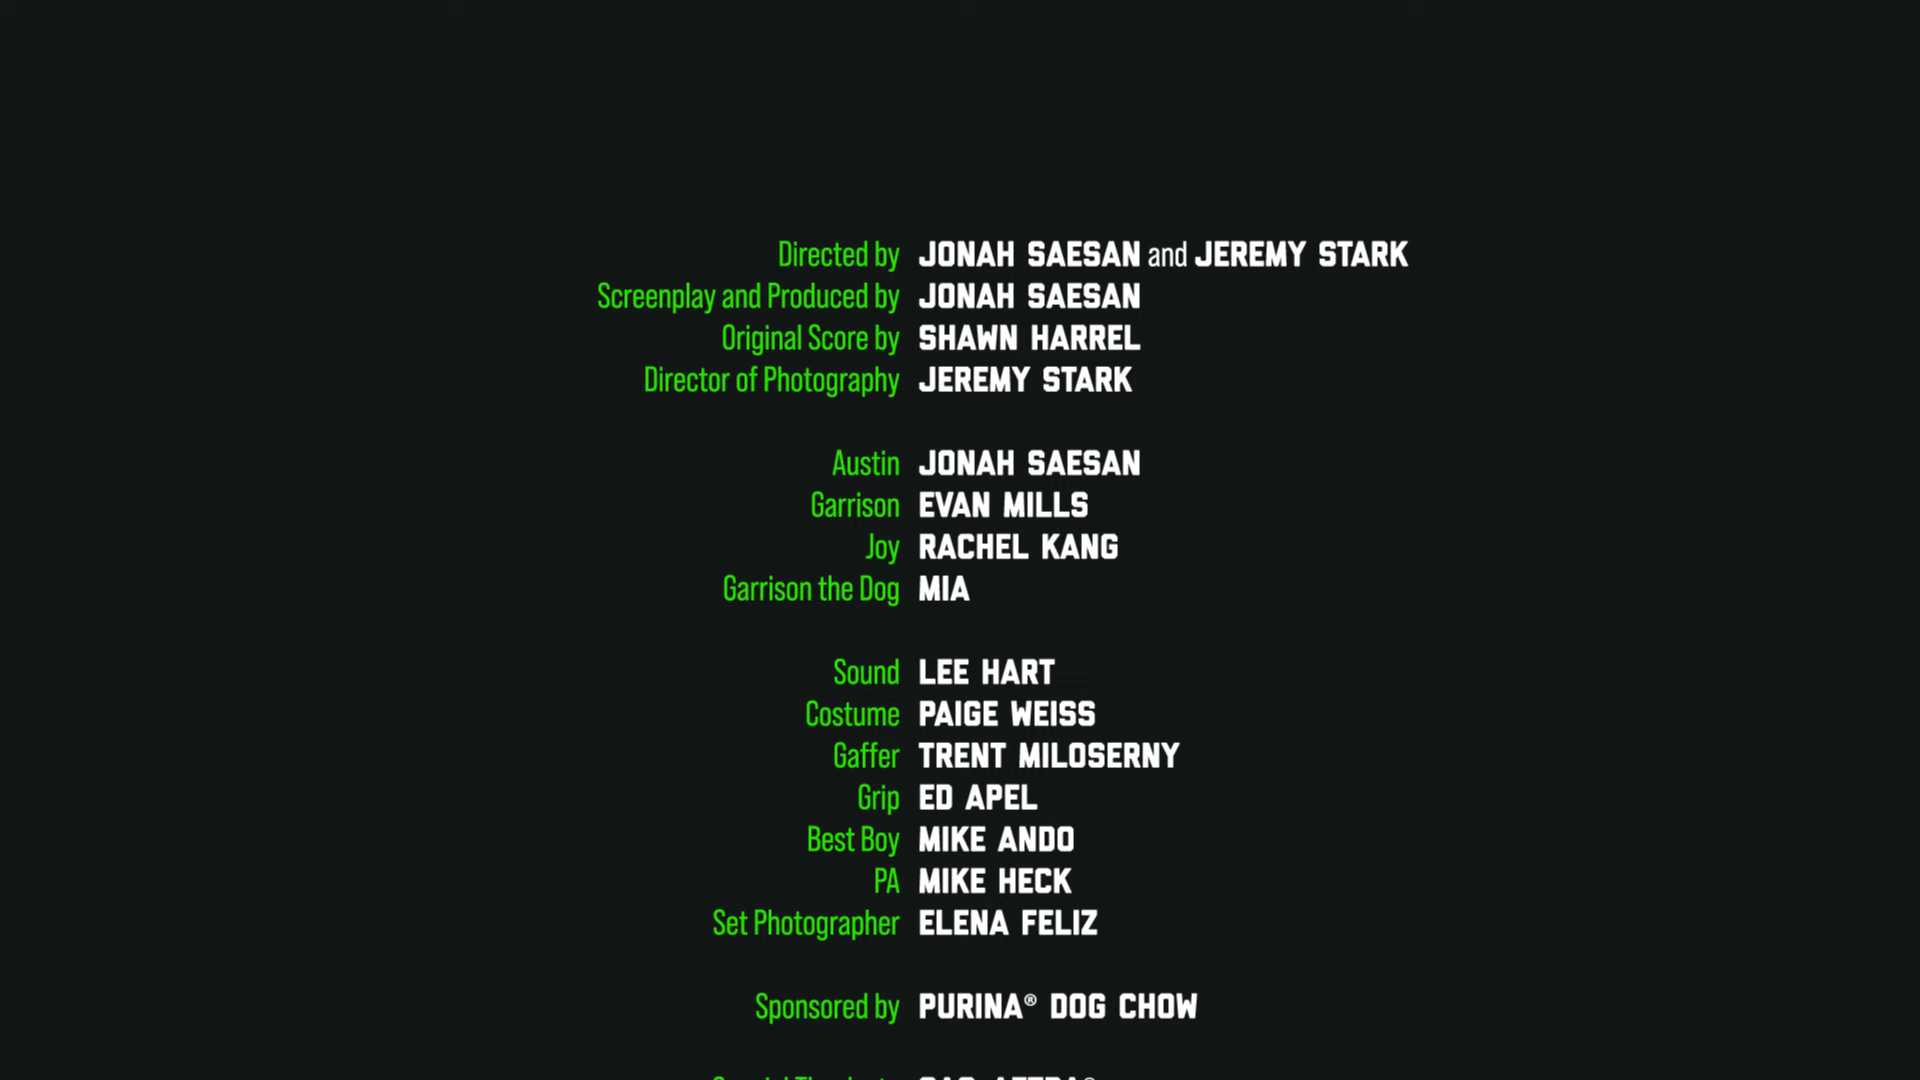 Directed by JONAH SAESAN and JEREMY STARK
Screenplay and Produced by JONAH SAESAN
Original Score by SHAWN HARREL
Director of Photography JEREMY STARK
Austin JONAH SAESAN
Garrison EVAN MILLS
Joy RACHEL KANG
Garrison the Dog MIA
Sound LEE HART
Costume PAIGE WEISS
Gaffer TRENT MILOSERNY
Grip ED APEL
Best Boy MIKE ANDO
PA MIKE HECK
Set Photographer ELENA FELIZ
Sponsored by PURINA® DOG CHOW